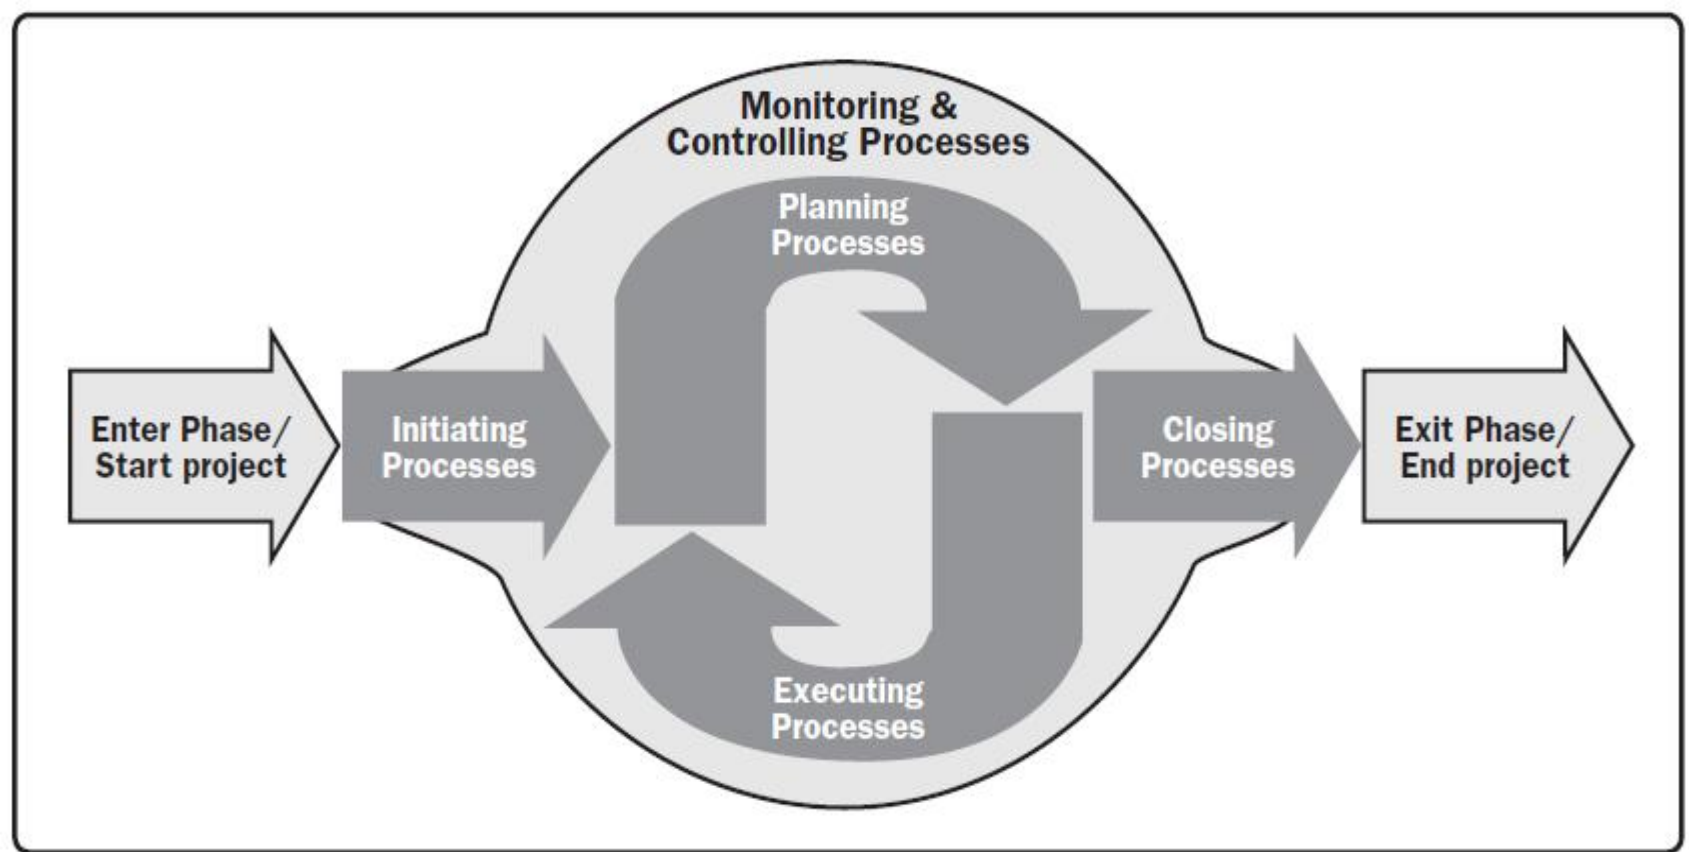 Monitoring &
Controlling Processes
Planning
Processes
Enter Phase/
Start project
Initiating
Processes
Closing
Processes
Exit Phase/
End project
Executing
Processes